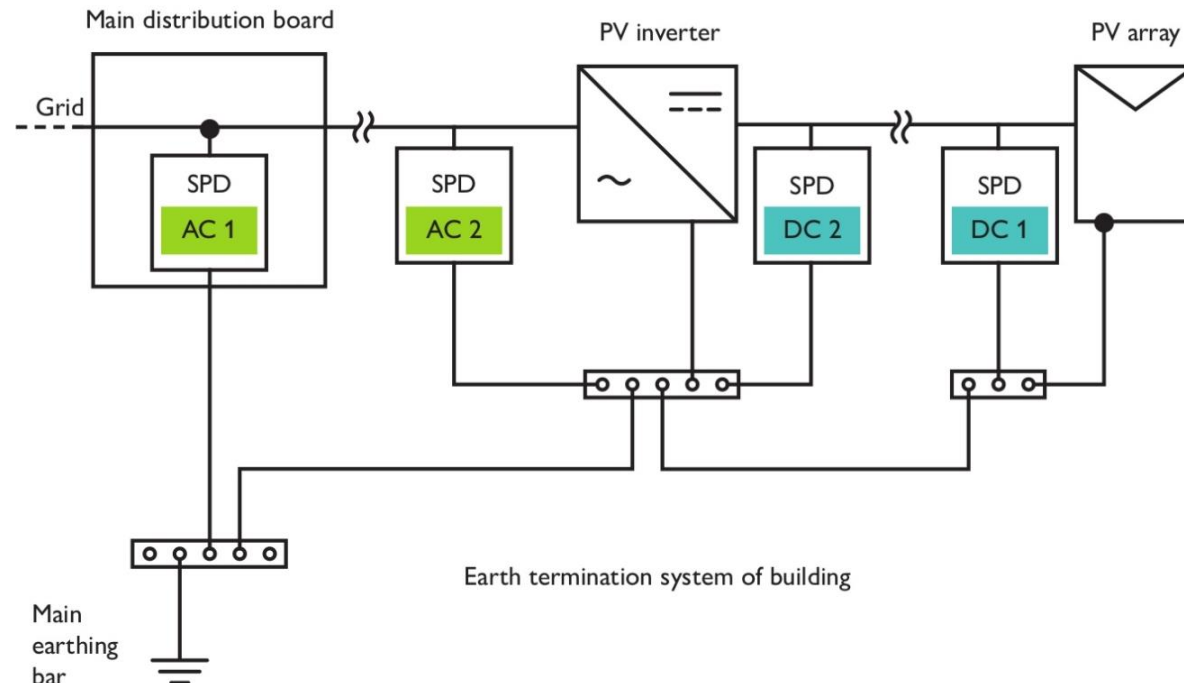 Main distribution board
PV inverter
PV array
Grid
SPD
AC 1
SPD
AC 2
SPD
DC 2
SPD
DC 1
Earth termination system of building
Main
earthing
bar